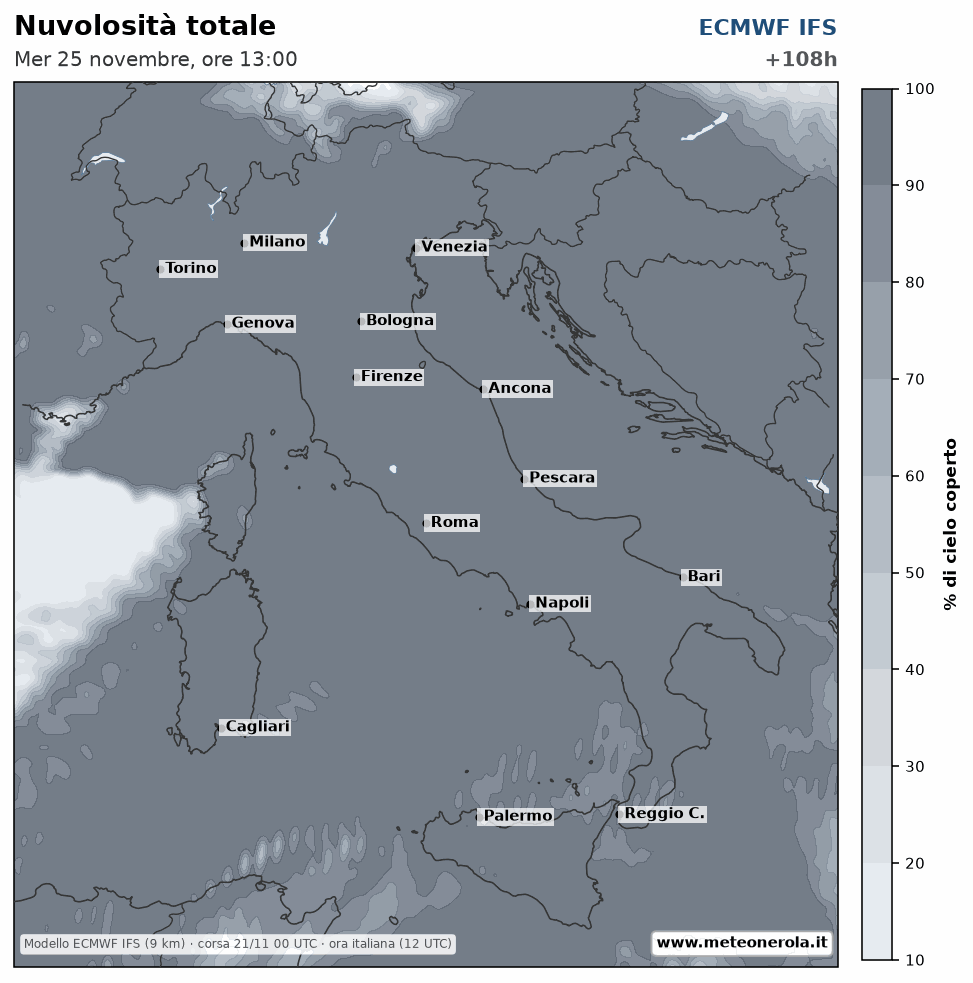 Nuvolosità totale
ECMWF IFS
Mer 25 novembre, ore 13:00
+108h
Milano
Venezia
Torino
Genova
Bologna
Firenze
Ancona
Pescara
Roma
Bari
Napoli
Cagliari
Palermo
Reggio C.
Modello ECMWF IFS (9 km) · corsa 21/11 00 UTC · ora italiana (12 UTC)
www.meteonerola.it
100
90
80
70
60
50
40
30
20
10
% di cielo coperto